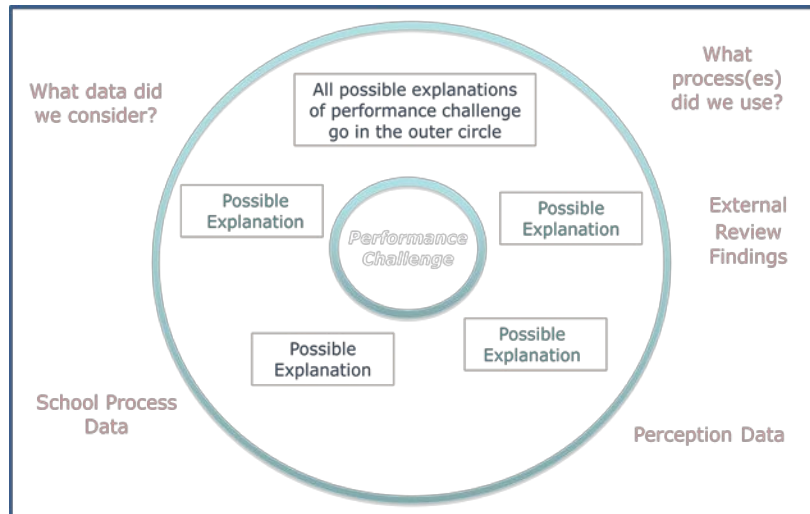 What data did
we consider?
All possible explanations
of performance challenge
go in the outer circle
What
process(es)
did we use?
Possible
Explanation
Performance
Challenge
Possible
Explanation
External
Review
Findings
Possible
Explanation
Possible
Explanation
School Process
Data
Perception Data